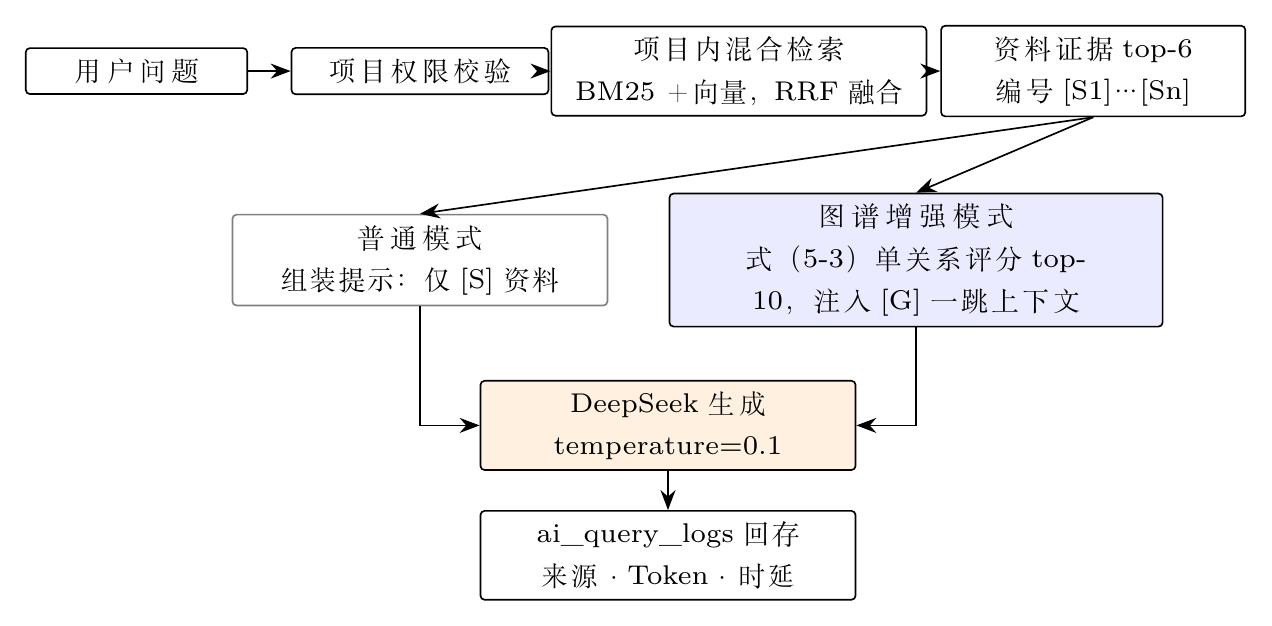 用户问题
项目权限校验
项目内混合检索
BM25 +向量，RRF 融合
资料证据 top-6
编号 [S1]···[Sn]
普通模式
组装提示：仅 [S] 资料
图谱增强模式
式（5-3）单关系评分 top-
10，注入 [G] 一跳上下文
DeepSeek 生成
temperature=0.1
ai_query_logs 回存
来源 · Token · 时延